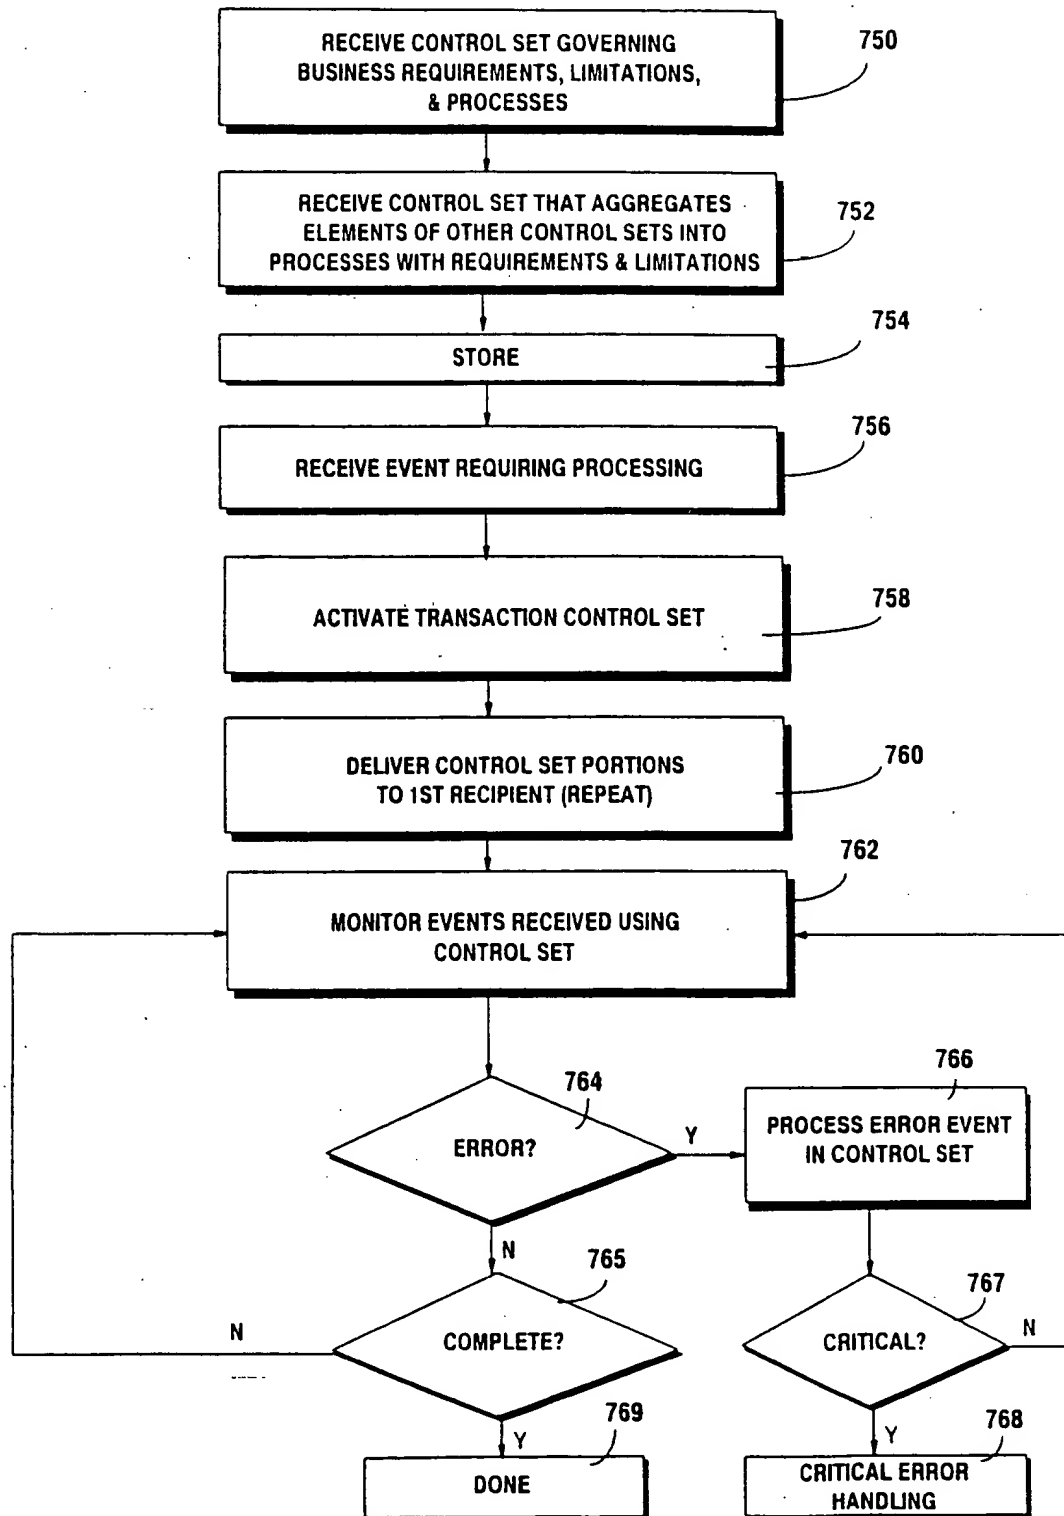 RECEIVE CONTROL SET GOVERNING
BUSINESS REQUIREMENTS, LIMITATIONS,
& PROCESSES
750
RECEIVE CONTROL SET THAT AGGREGATES
ELEMENTS OF OTHER CONTROL SETS INTO
PROCESSES WITH REQUIREMENTS & LIMITATIONS
752
STORE
754
RECEIVE EVENT REQUIRING PROCESSING
756
ACTIVATE TRANSACTION CONTROL SET
758
DELIVER CONTROL SET PORTIONS
TO 1ST RECIPIENT (REPEAT)
760
MONITOR EVENTS RECEIVED USING
CONTROL SET
762
ERROR?
764
Y
PROCESS ERROR EVENT
IN CONTROL SET
766
N
COMPLETE?
765
N
CRITICAL?
767
N
Y
DONE
769
Y
CRITICAL ERROR
HANDLING
768